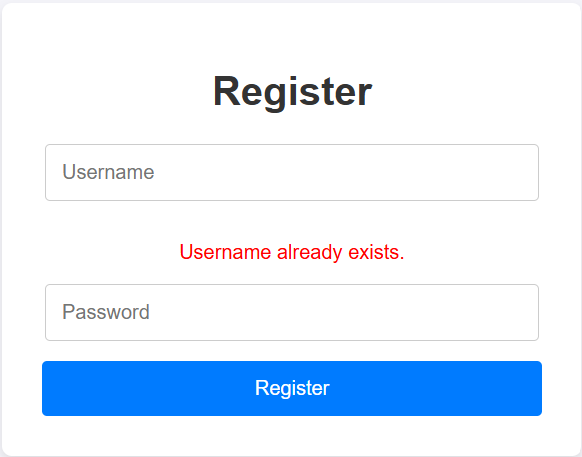 Register
Username
Username already exists.
Password
Register